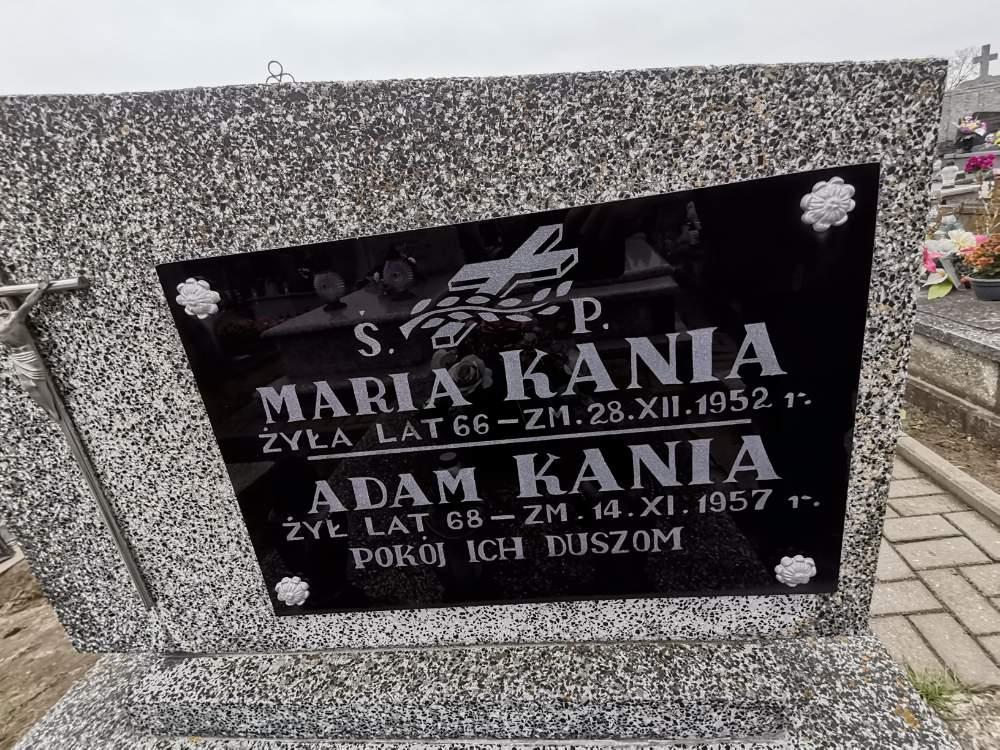 Ś. P.
MARIA KANIA
ŻYŁA LAT 66 – ZM. 28. XII. 1952 r.
ADAM KANIA
ŻYŁ LAT 68 – ZM. 14. XI. 1957 r.
POKÓJ ICH DUSZOM